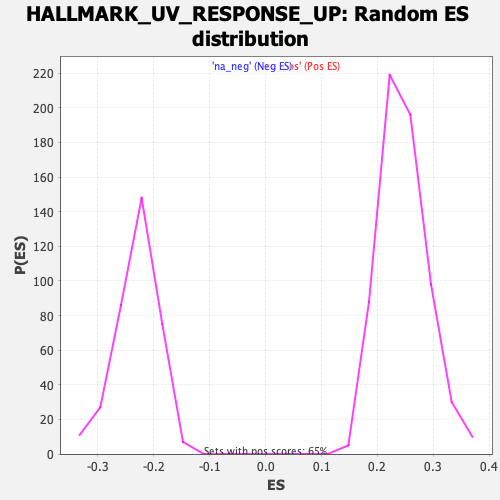 HALLMARK_UV_RESPONSE_UP: Random ES
distribution
'na_neg' (Neg ES) s' (Pos ES)
220
200
180
160
140
120
100
80
60
40
20
0
P(ES)
Sets with pos scores: 65%
-0.3 -0.2 -0.1 0.0 0.1 0.2 0.3 0.4
ES